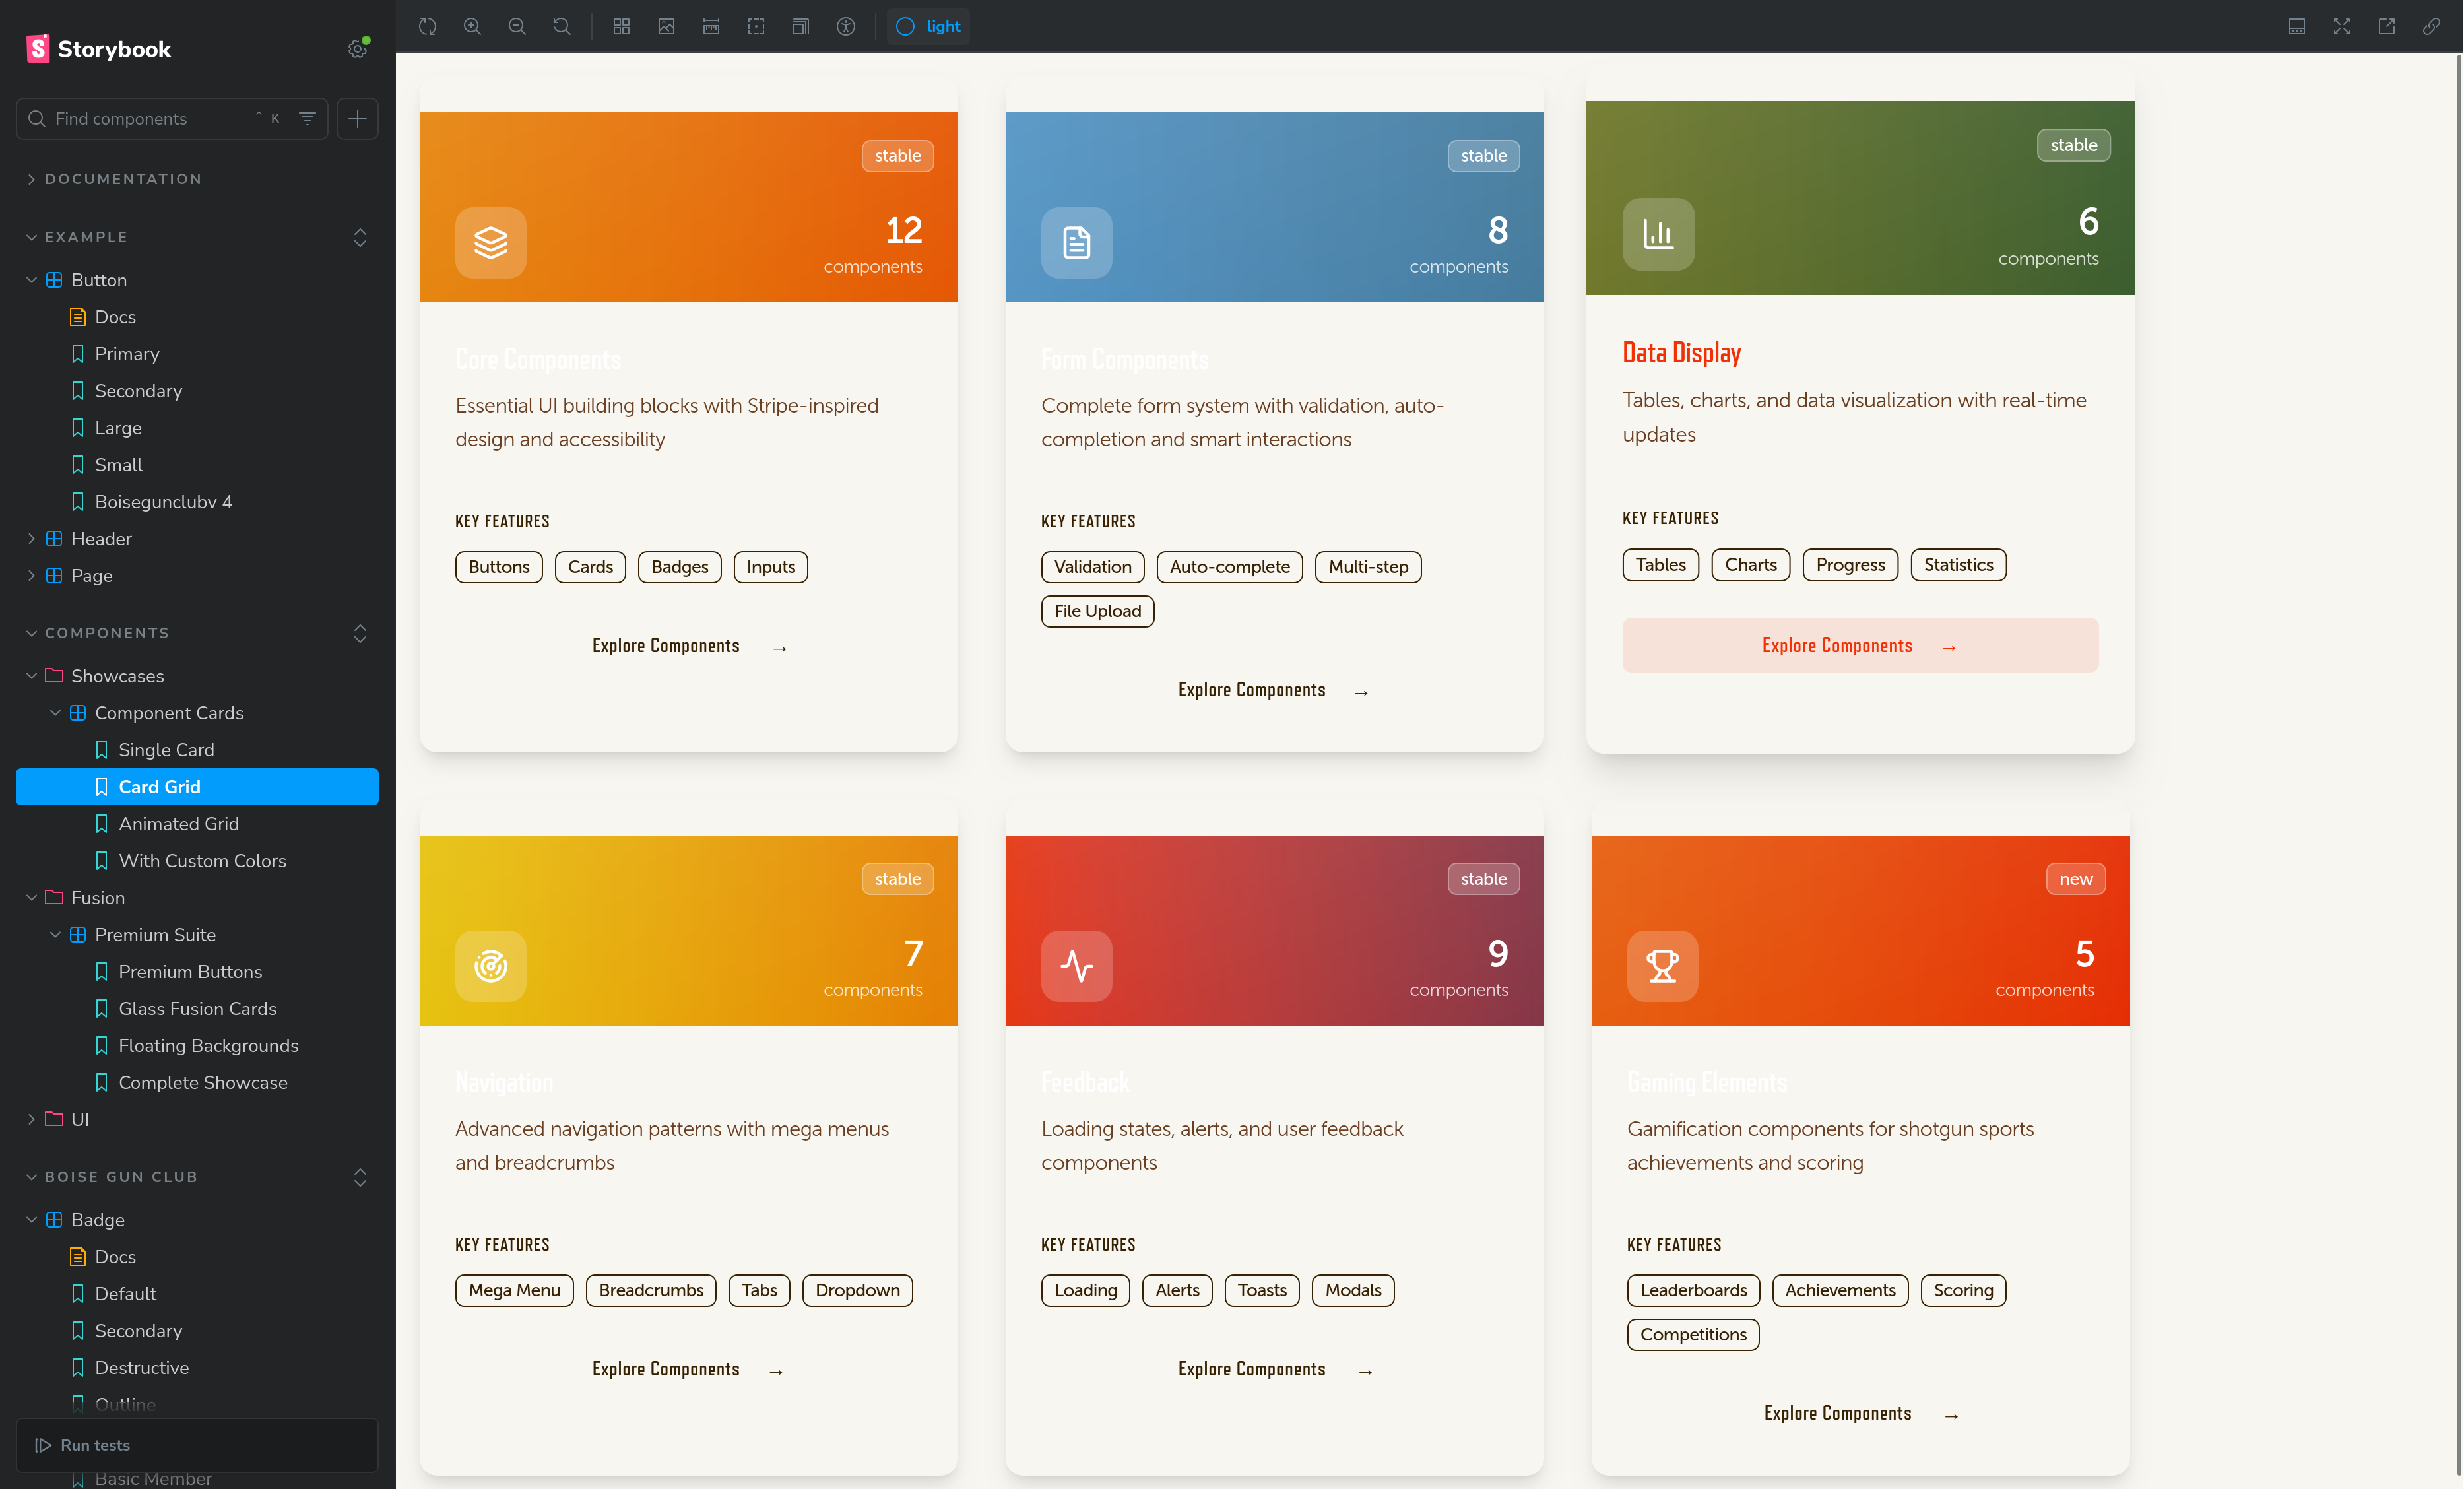 Storybook
Find components
⌃ K
DOCUMENTATION
EXAMPLE
Button
Docs
Primary
Secondary
Large
Small
Boisegunclubv 4
Header
Page
COMPONENTS
Showcases
Component Cards
Single Card
Card Grid
Animated Grid
With Custom Colors
Fusion
Premium Suite
Premium Buttons
Glass Fusion Cards
Floating Backgrounds
Complete Showcase
UI
BOISE GUN CLUB
Badge
Docs
Default
Secondary
Destructive
Outline
Run tests
Basic Member
light
stable
12
components
Core Components
Essential UI building blocks with Stripe-inspired
design and accessibility
KEY FEATURES
Buttons Cards Badges Inputs
Explore Components →
stable
8
components
Form Components
Complete form system with validation, auto-
completion and smart interactions
KEY FEATURES
Validation Auto-complete Multi-step
File Upload
Explore Components →
stable
6
components
Data Display
Tables, charts, and data visualization with real-time
updates
KEY FEATURES
Tables Charts Progress Statistics
Explore Components →
stable
7
components
Navigation
Advanced navigation patterns with mega menus
and breadcrumbs
KEY FEATURES
Mega Menu Breadcrumbs Tabs Dropdown
Explore Components →
stable
9
components
Feedback
Loading states, alerts, and user feedback
components
KEY FEATURES
Loading Alerts Toasts Modals
Explore Components →
new
5
components
Gaming Elements
Gamification components for shotgun sports
achievements and scoring
KEY FEATURES
Leaderboards Achievements Scoring
Competitions
Explore Components →